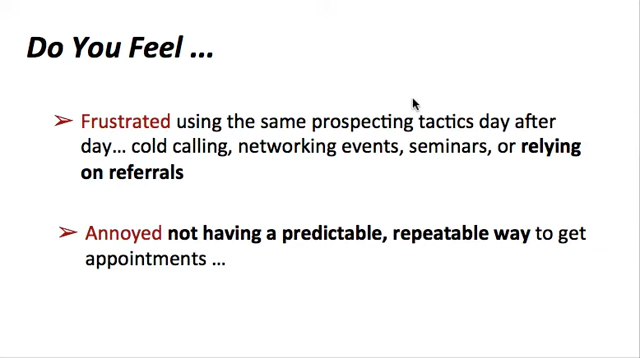 Do You Feel ...
➢ Frustrated using the same prospecting tactics day after
day... cold calling, networking events, seminars, or relying
on referrals
➢ Annoyed not having a predictable, repeatable way to get
appointments ...